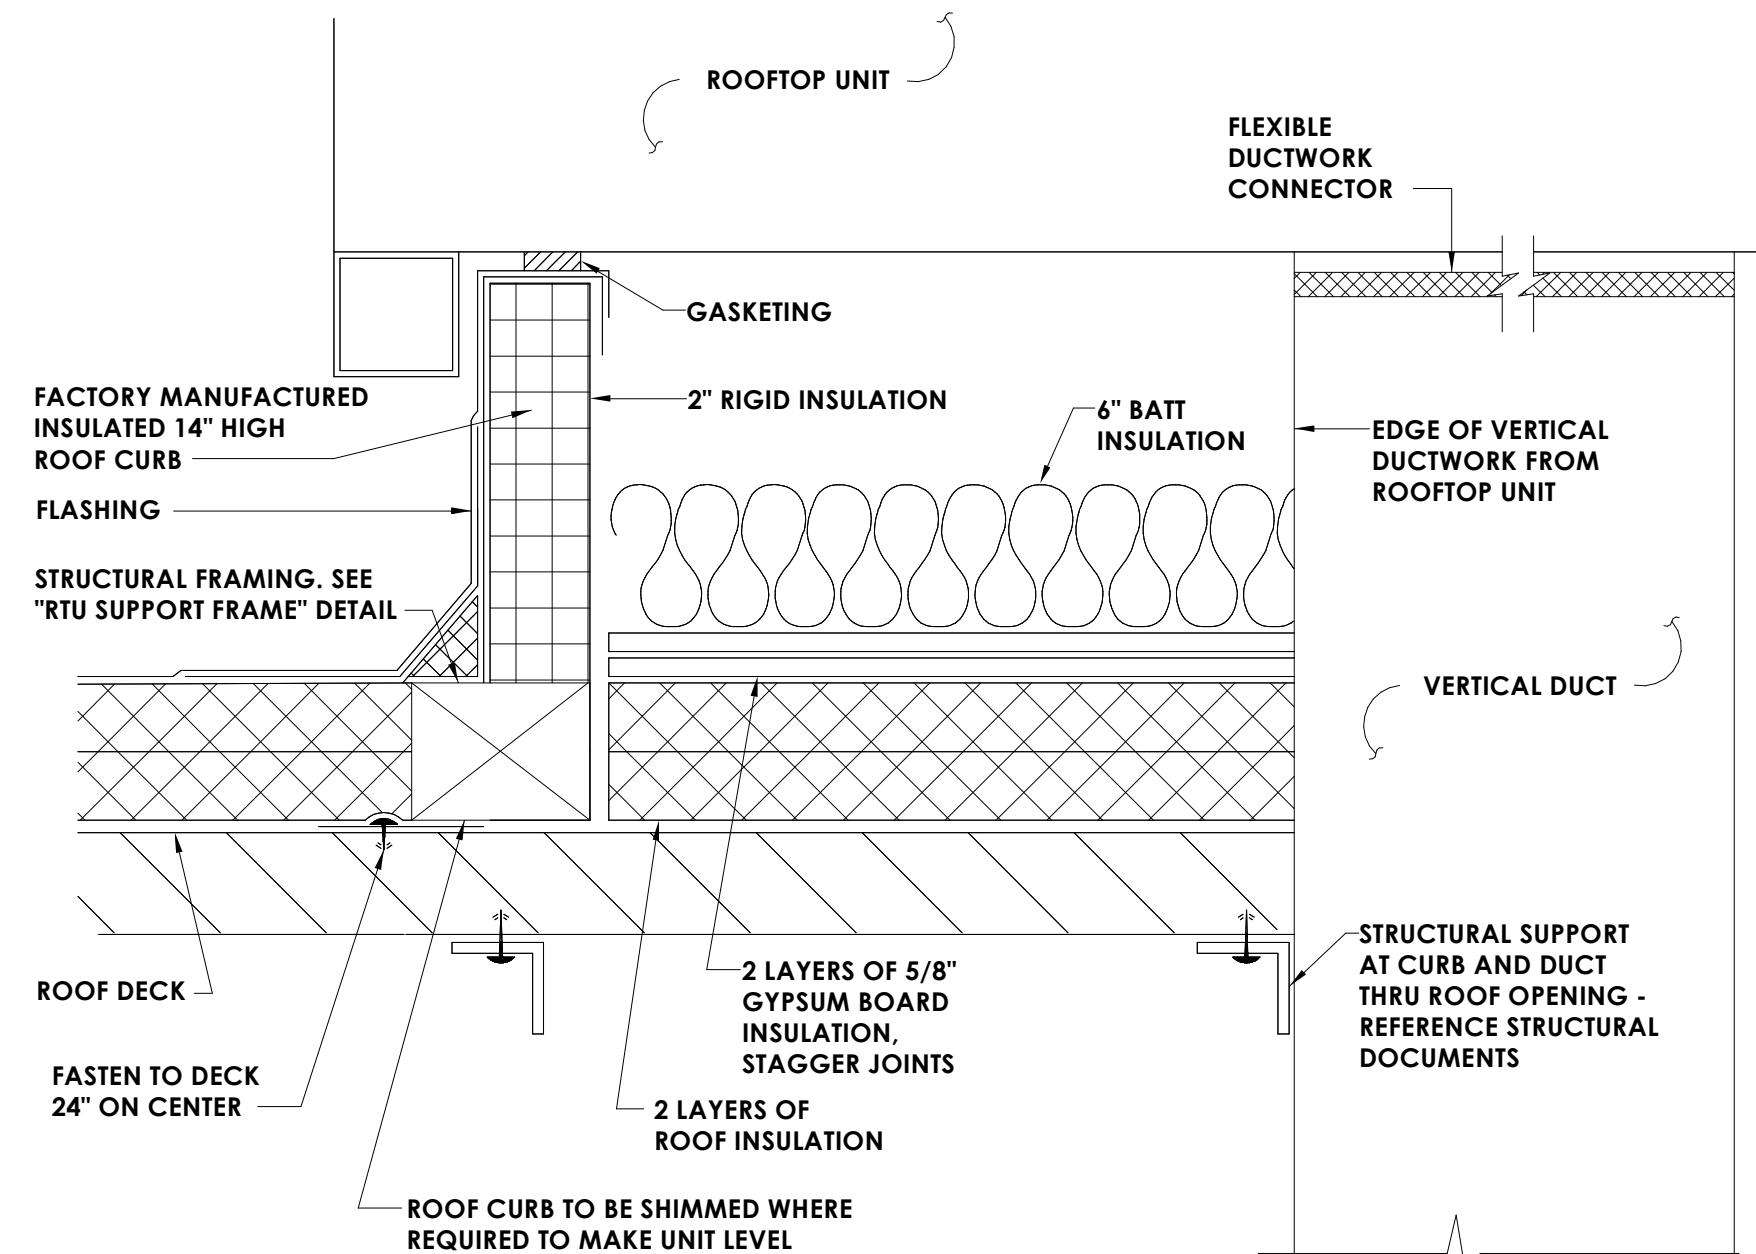 ROOFTOP UNIT
FLEXIBLE
DUCTWORK
CONNECTOR
GASKETING
FACTORY MANUFACTURED
INSULATED 14" HIGH
ROOF CURB
2" RIGID INSULATION
6" BATT
INSULATION
EDGE OF VERTICAL
DUCTWORK FROM
ROOFTOP UNIT
FLASHING
STRUCTURAL FRAMING. SEE
"RTU SUPPORT FRAME" DETAIL
VERTICAL DUCT
STRUCTURAL SUPPORT
AT CURB AND DUCT
THRU ROOF OPENING -
REFERENCE STRUCTURAL
DOCUMENTS
ROOF DECK
2 LAYERS OF 5/8"
GYPSUM BOARD
INSULATION,
STAGGER JOINTS
FASTEN TO DECK
24" ON CENTER
2 LAYERS OF
ROOF INSULATION
ROOF CURB TO BE SHIMMED WHERE
REQUIRED TO MAKE UNIT LEVEL